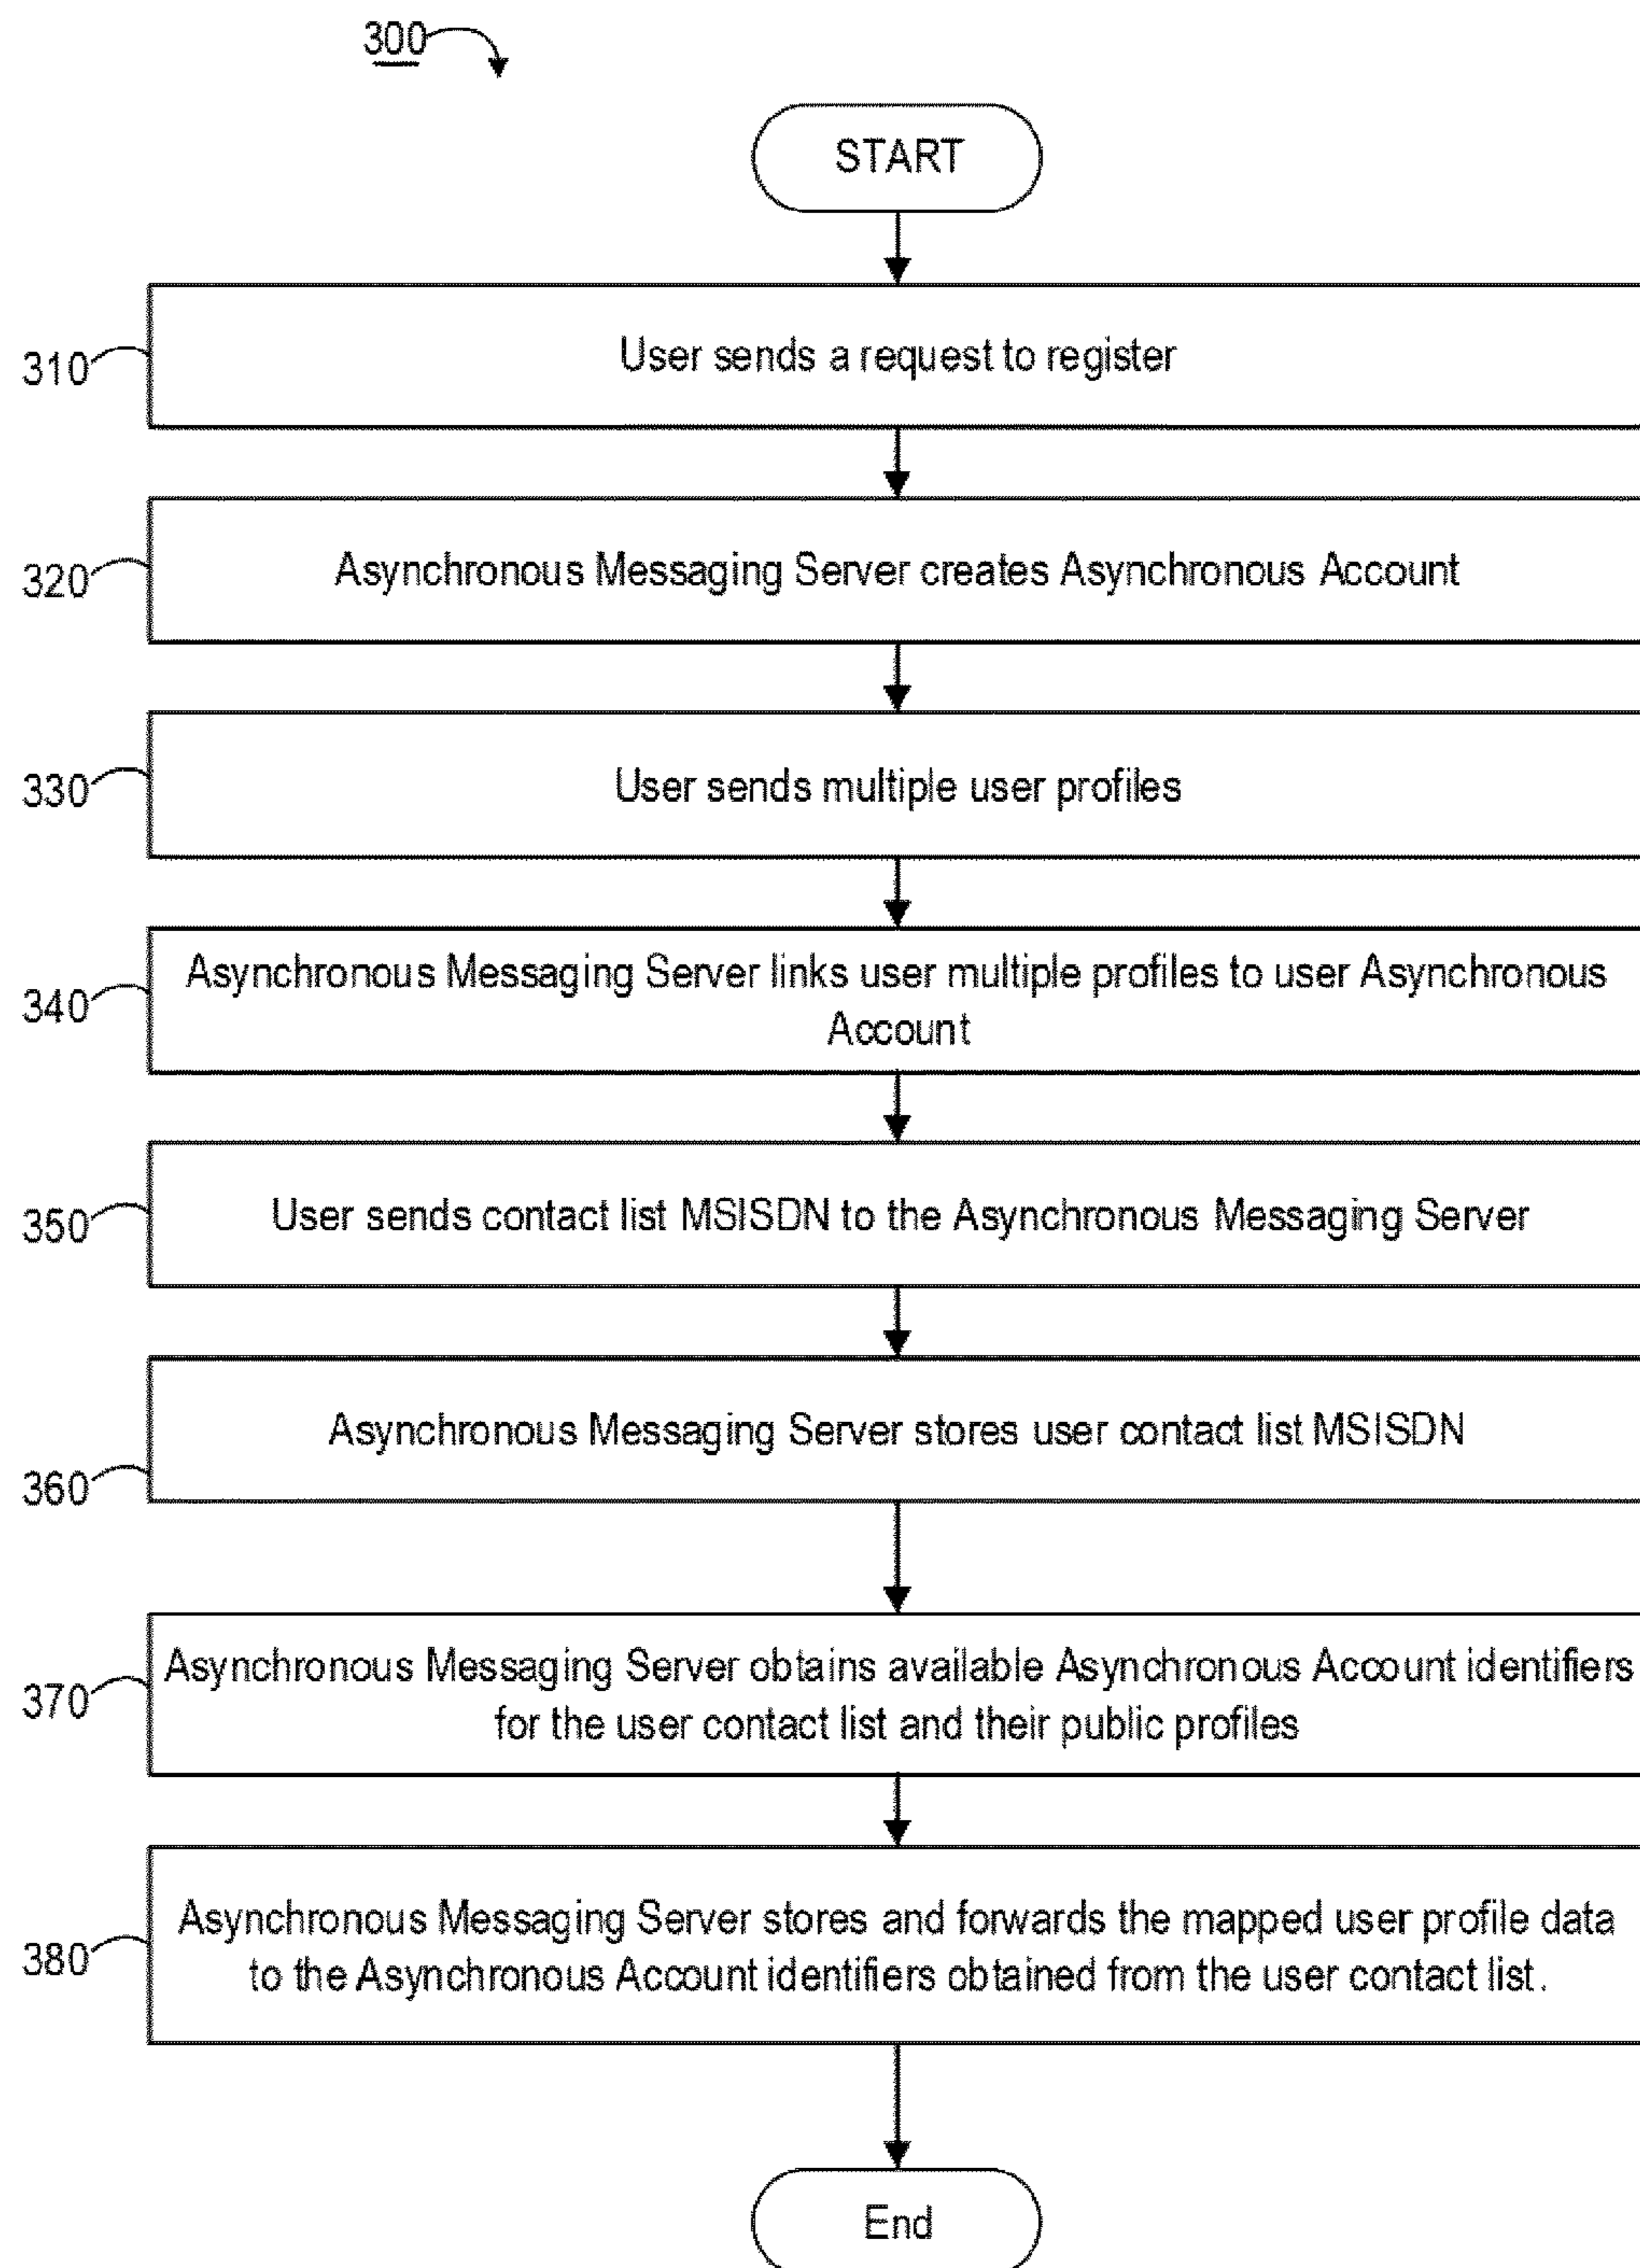 300
START
310
User sends a request to register
320
Asynchronous Messaging Server creates Asynchronous Account
330
User sends multiple user profiles
340
Asynchronous Messaging Server links user multiple profiles to user Asynchronous
Account
350
User sends contact list MSISDN to the Asynchronous Messaging Server
360
Asynchronous Messaging Server stores user contact list MSISDN
370
Asynchronous Messaging Server obtains available Asynchronous Account identifiers
for the user contact list and their public profiles
380
Asynchronous Messaging Server stores and forwards the mapped user profile data
to the Asynchronous Account identifiers obtained from the user contact list.
End